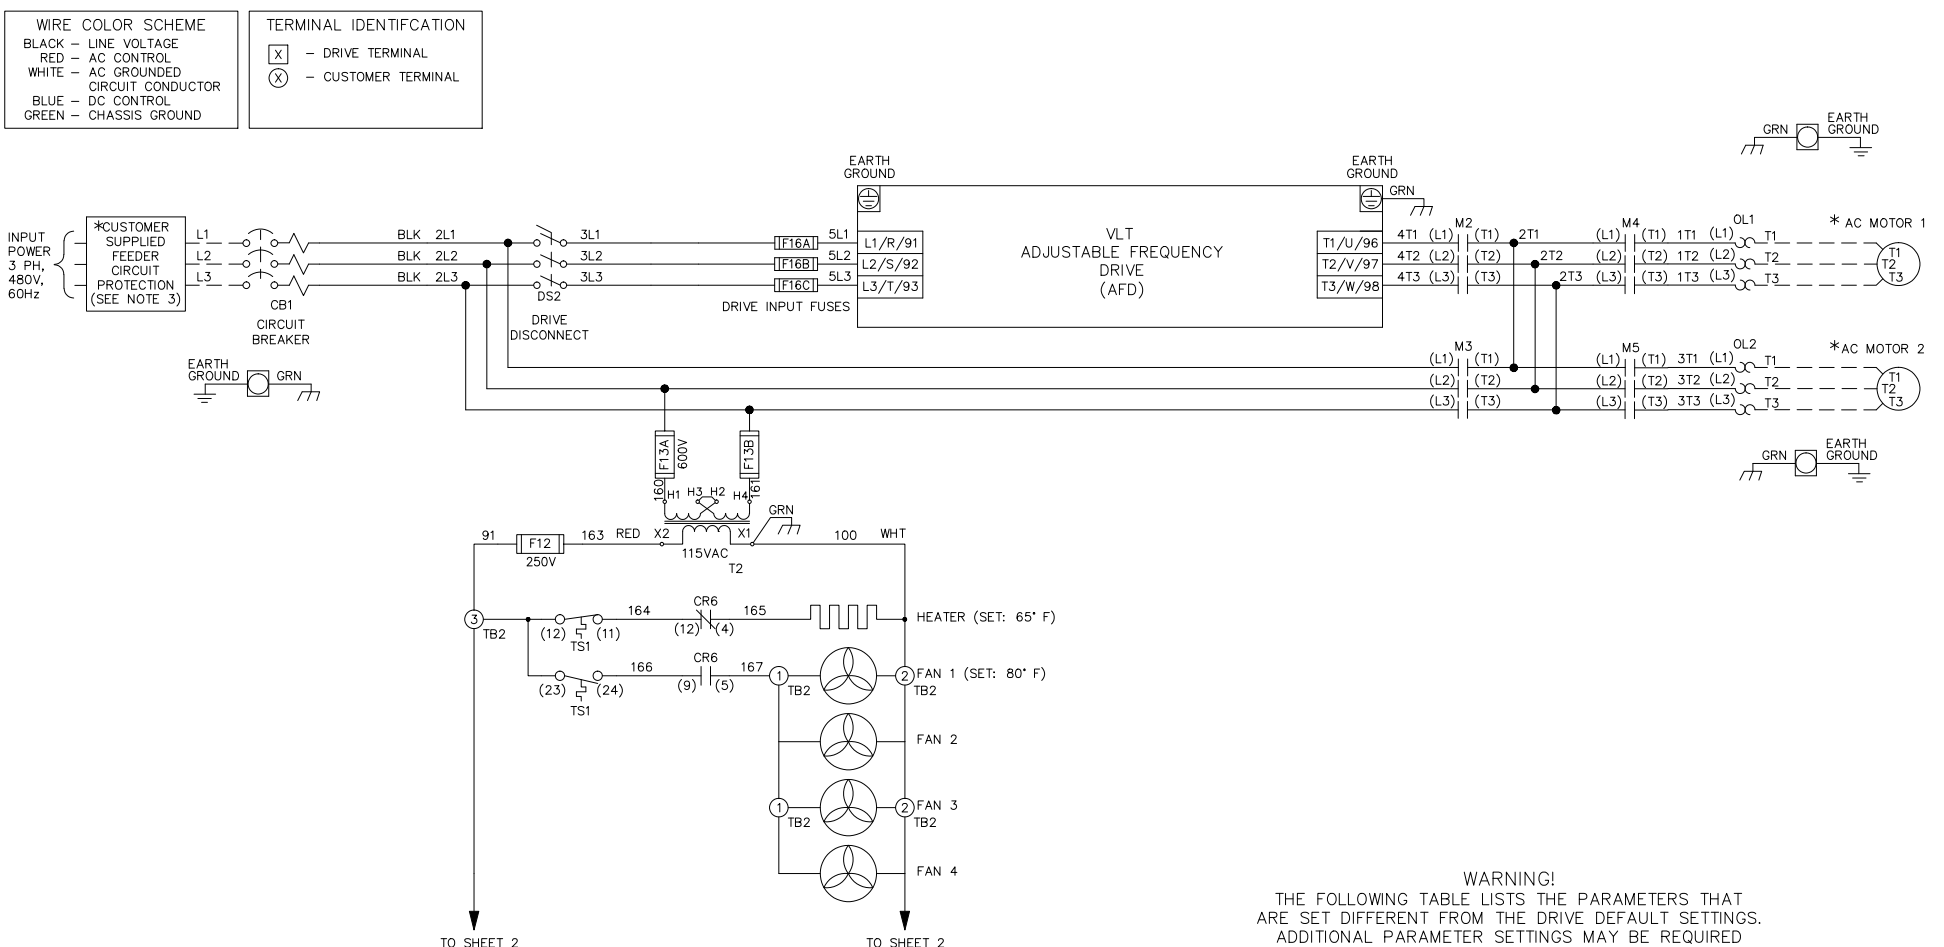 WIRE COLOR SCHEME
BLACK – LINE VOLTAGE
RED – AC CONTROL
WHITE – AC GROUNDED
CIRCUIT CONDUCTOR
BLUE – DC CONTROL
GREEN – CHASSIS GROUND
TERMINAL IDENTIFCATION
X – DRIVE TERMINAL
X – CUSTOMER TERMINAL
GRN
EARTH
GROUND
INPUT
POWER
3 PH,
480V,
60Hz
*CUSTOMER
SUPPLIED
FEEDER
CIRCUIT
PROTECTION
(SEE NOTE 3)
L1
L2
L3
CB1
CIRCUIT
BREAKER
BLK 2L1
BLK 2L2
BLK 2L3
DS2
DRIVE
DISCONNECT
3L1
3L2
3L3
F16A
F16B
F16C
DRIVE INPUT FUSES
5L1
5L2
5L3
EARTH
GROUND
L1/R/91
L2/S/92
L3/T/93
VLT
ADJUSTABLE FREQUENCY
DRIVE
(AFD)
EARTH
GROUND
GRN
T1/U/96
T2/V/97
T3/W/98
M2
4T1 (L1) (T1) 2T1
4T2 (L2) (T2) 2T2
4T3 (L3) (T3) 2T3
M4
(L1) (T1) 1T1 (L1) T1
(L2) (T2) 1T2 (L2) T2
(L3) (T3) 1T3 (L3) T3
OL1
* AC MOTOR 1
T1
T2
T3
M3
(L1) (T1)
(L2) (T2)
(L3) (T3)
M5
(L1) (T1) 3T1 (L1) T1
(L2) (T2) 3T2 (L2) T2
(L3) (T3) 3T3 (L3) T3
OL2
*AC MOTOR 2
T1
T2
T3
EARTH
GROUND
GRN
GRN
EARTH
GROUND
F13A
600V
F13B
160
161
H1 H3 H2 H4
GRN
91 F12 163 RED X2 X1 100 WHT
250V
115VAC
T2
3
TB2
(12) (11)
TS1
164
CR6
(12) (4)
165
HEATER (SET: 65° F)
(23) (24)
TS1
166
CR6
(9) (5)
167
1
TB2
2
TB2
FAN 1 (SET: 80° F)
FAN 2
1
TB2
2
TB2
FAN 3
FAN 4
TO SHEET 2
TO SHEET 2
WARNING!
THE FOLLOWING TABLE LISTS THE PARAMETERS THAT
ARE SET DIFFERENT FROM THE DRIVE DEFAULT SETTINGS.
ADDITIONAL PARAMETER SETTINGS MAY BE REQUIRED